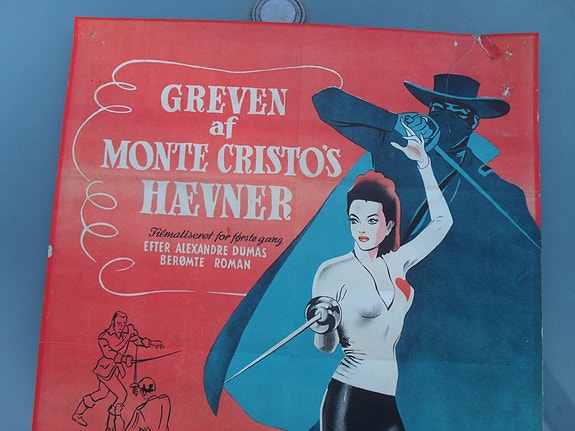 GREVEN
af
MONTE CRISTO'S
HÆVNER
Filmatiseret for første gang
EFTER ALEXANDRE DUMAS
BERØMTE ROMAN